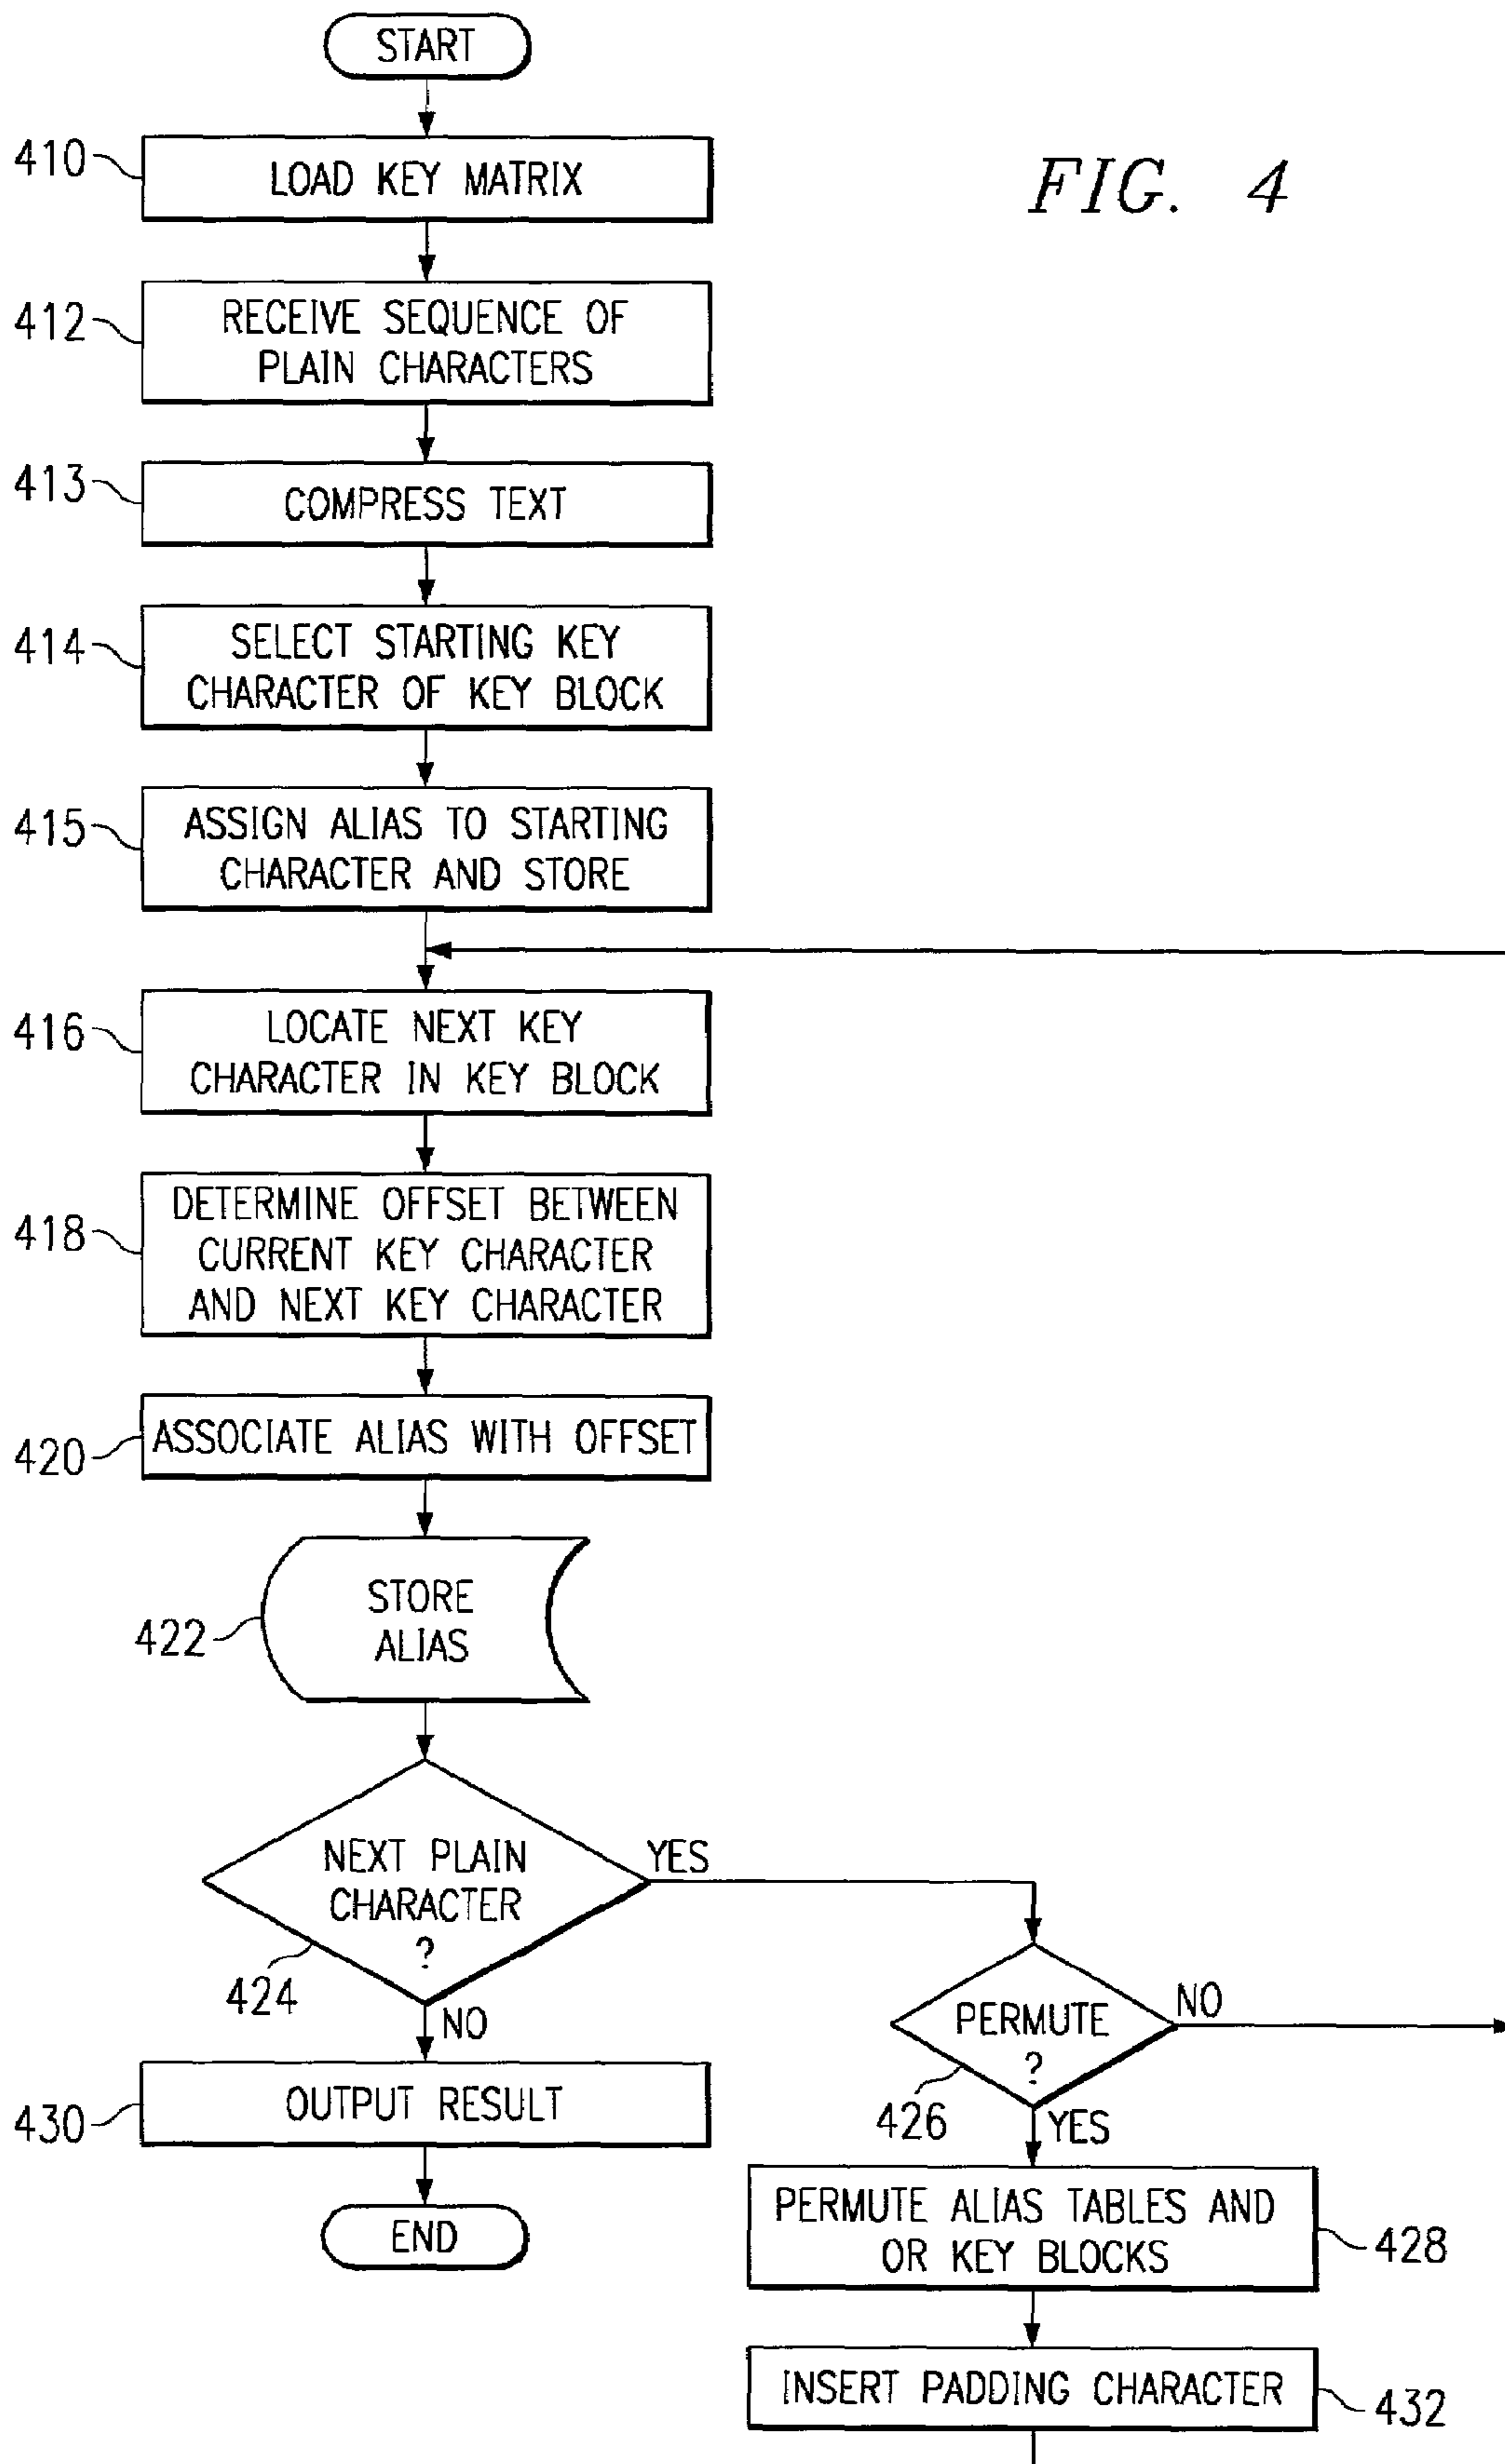 START
FIG. 4
410
LOAD KEY MATRIX
412
RECEIVE SEQUENCE OF
PLAIN CHARACTERS
413
COMPRESS TEXT
414
SELECT STARTING KEY
CHARACTER OF KEY BLOCK
415
ASSIGN ALIAS TO STARTING
CHARACTER AND STORE
416
LOCATE NEXT KEY
CHARACTER IN KEY BLOCK
418
DETERMINE OFFSET BETWEEN
CURRENT KEY CHARACTER
AND NEXT KEY CHARACTER
420
ASSOCIATE ALIAS WITH OFFSET
422
STORE
ALIAS
NEXT PLAIN
CHARACTER
?
424
YES
NO
PERMUTE
?
426
NO
YES
430
OUTPUT RESULT
END
PERMUTE ALIAS TABLES AND
OR KEY BLOCKS
428
INSERT PADDING CHARACTER
432